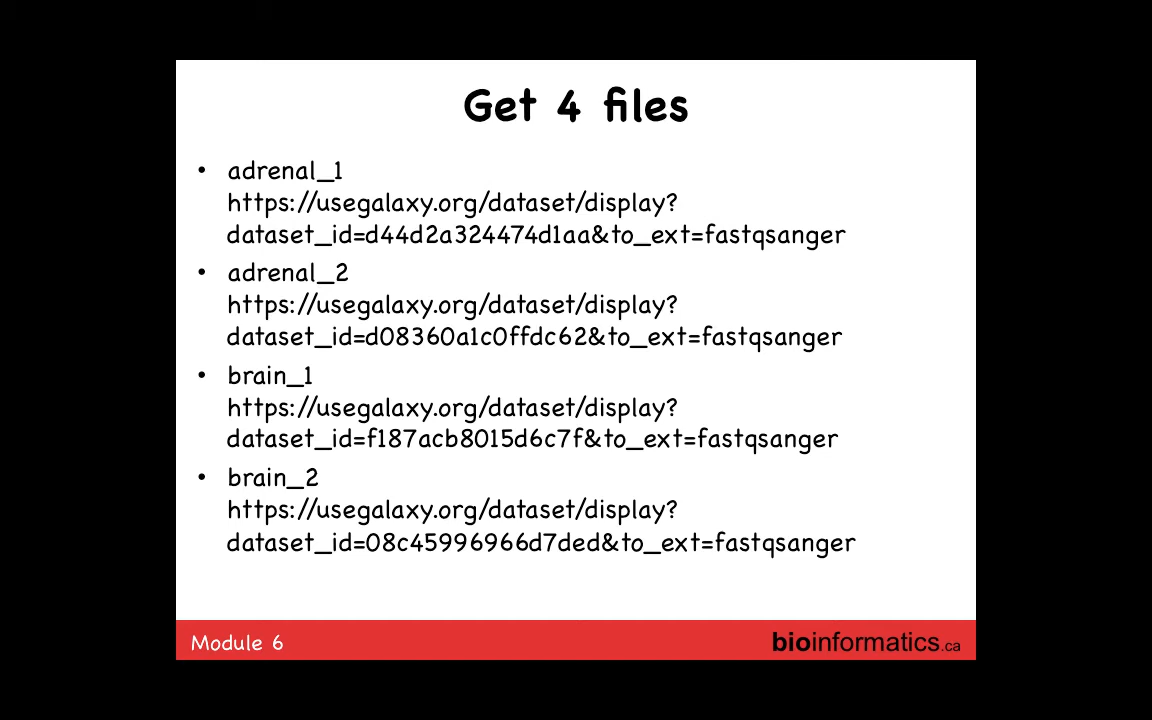 Get 4 files
• adrenal_1
https://usegalaxy.org/dataset/display?
dataset_id=d44d2a324474d1aa&to_ext=fastqsanger
• adrenal_2
https://usegalaxy.org/dataset/display?
dataset_id=d08360a1c0ffdc62&to_ext=fastqsanger
• brain_1
https://usegalaxy.org/dataset/display?
dataset_id=f187acb8015d6c7f&to_ext=fastqsanger
• brain_2
https://usegalaxy.org/dataset/display?
dataset_id=08c45996966d7ded&to_ext=fastqsanger
Module 6
bioinformatics.ca